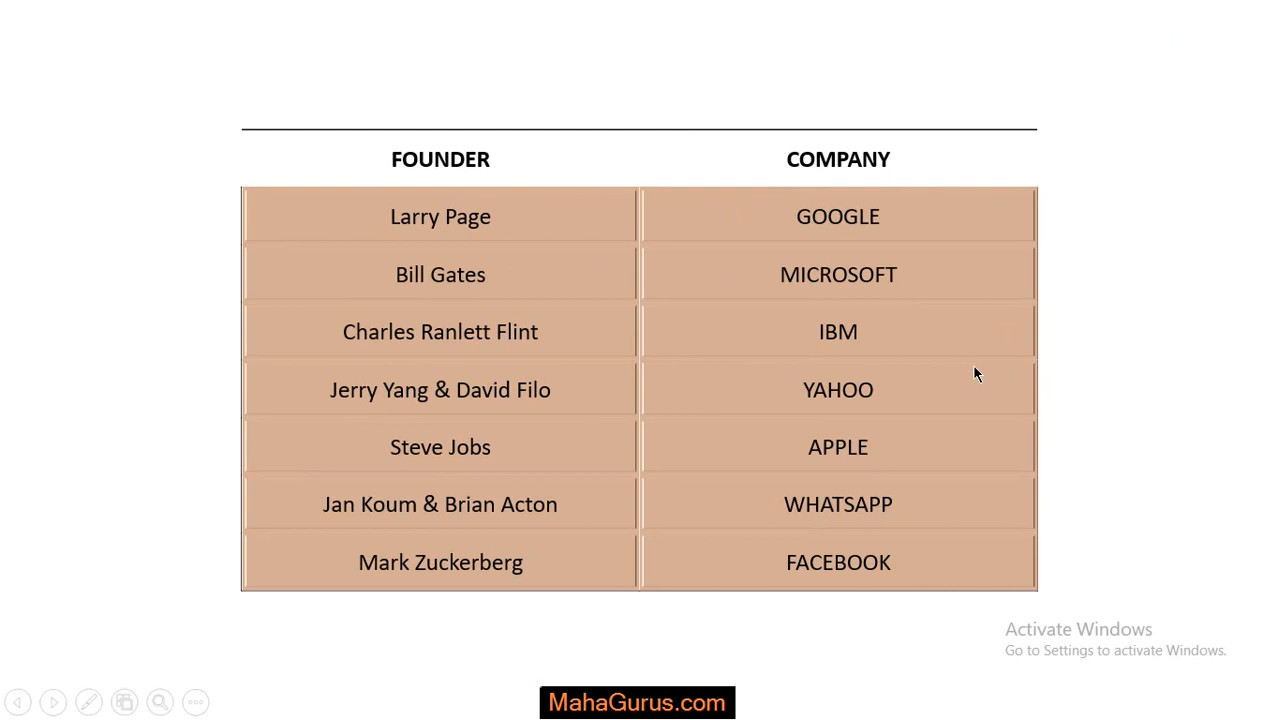 FOUNDER COMPANY
Larry Page GOOGLE
Bill Gates MICROSOFT
Charles Ranlett Flint IBM
Jerry Yang & David Filo YAHOO
Steve Jobs APPLE
Jan Koum & Brian Acton WHATSAPP
Mark Zuckerberg FACEBOOK
Activate Windows
Go to Settings to activate Windows.
MahaGurus.com